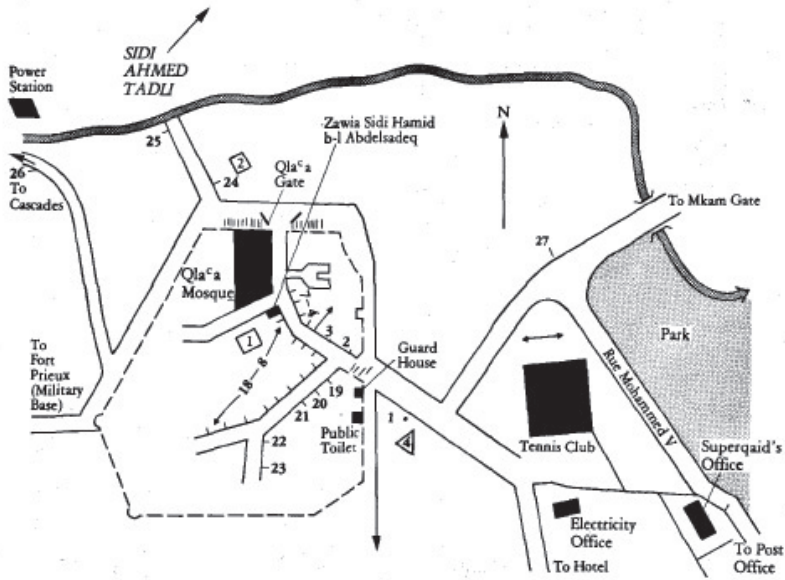 SIDI
AHMED
TADLI
Power
Station
Zawia Sidi Hamid
b-l Abdelsadeq
N
25
2
24
Qlaᶜa
Gate
26
To
Cascades
To Mkam Gate
27
Qlaᶜa
Mosque
Park
1
3
2
To
Fort
Prieux
(Military
Base)
8
18
Guard
House
19
20
21
Rue Mohammed V
1
4
Public
Toilet
Tennis Club
22
23
Superqaid's
Office
Electricity
Office
To Hotel
To Post
Office